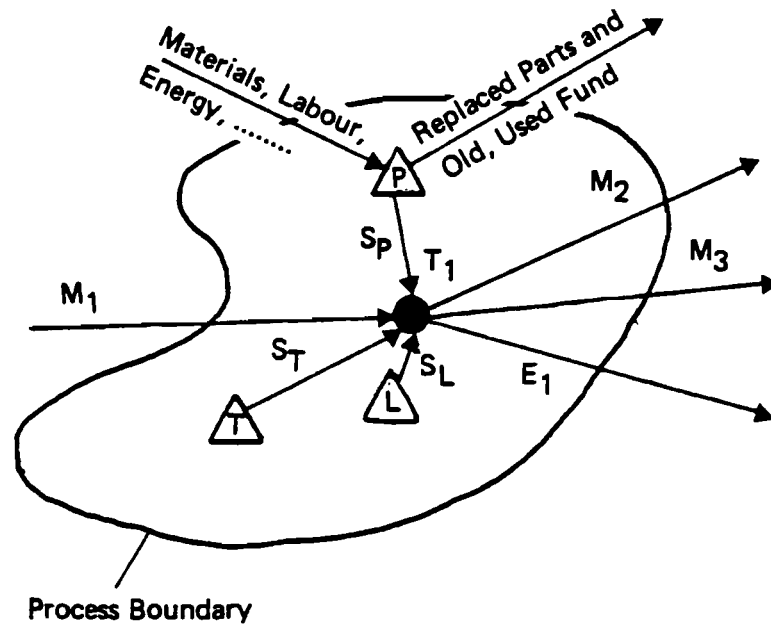 Materials, Labour,
Energy, ........
Replaced Parts and
Old, Used Fund
P
M2
SP
T1
M3
M1
ST
SL
E1
L
T
Process Boundary